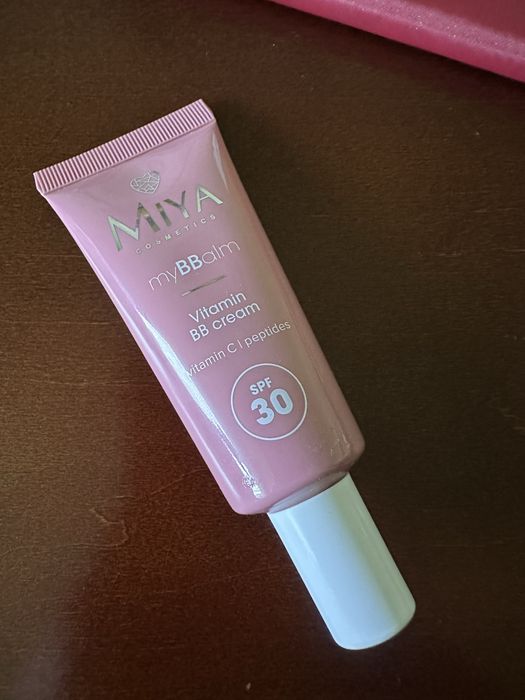 MIYA
COSMETICS
myBBalm
Vitamin
BB cream
vitamin C | peptides
SPF
30